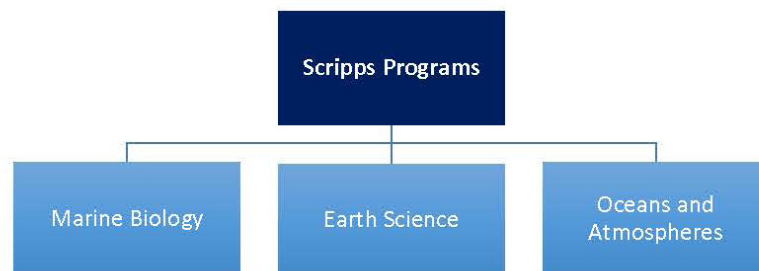 Scripps Programs
Marine Biology
Earth Science
Oceans and
Atmospheres